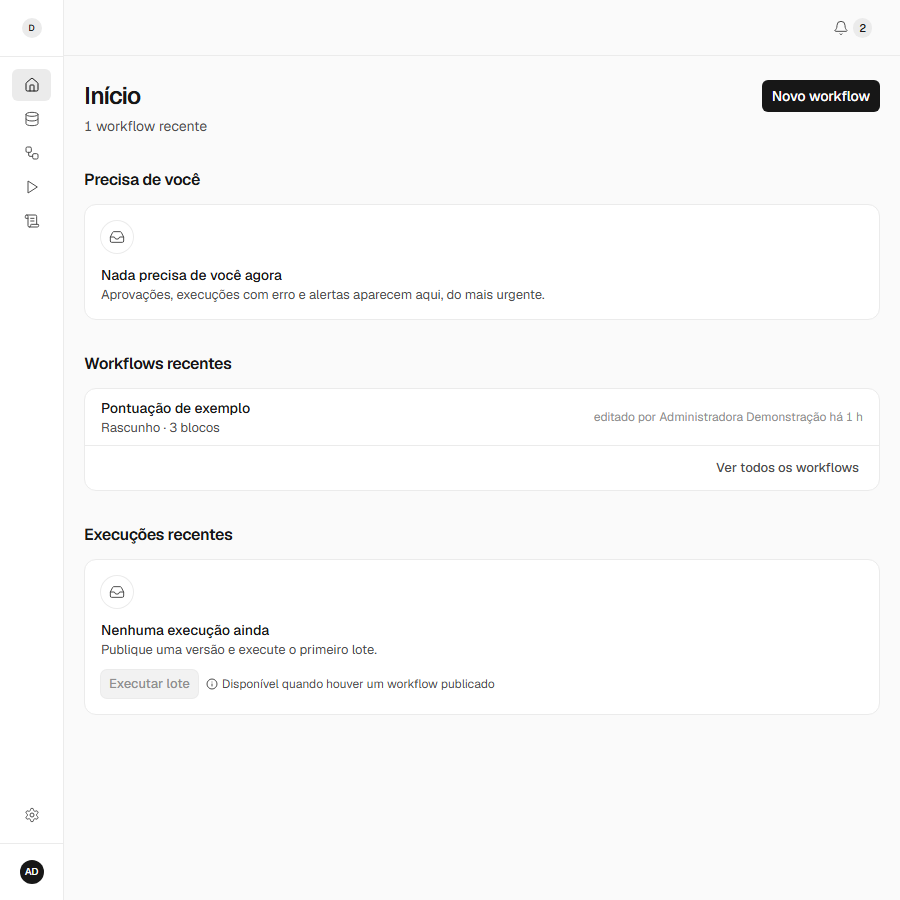 D
2
Início
Novo workflow
1 workflow recente
Precisa de você
Nada precisa de você agora
Aprovações, execuções com erro e alertas aparecem aqui, do mais urgente.
Workflows recentes
Pontuação de exemplo
editado por Administradora Demonstração há 1 h
Rascunho · 3 blocos
Ver todos os workflows
Execuções recentes
Nenhuma execução ainda
Publique uma versão e execute o primeiro lote.
Executar lote
Disponível quando houver um workflow publicado
AD